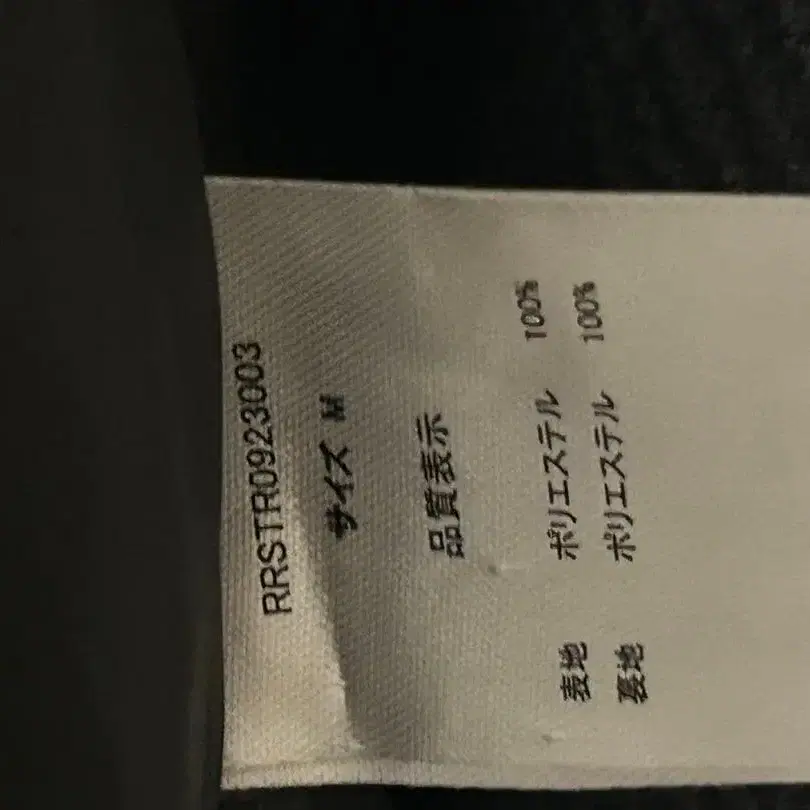 RRSTR0923003
サイズ M
品質表示
表地 ポリエステル 100%
裏地 ポリエステル 100%